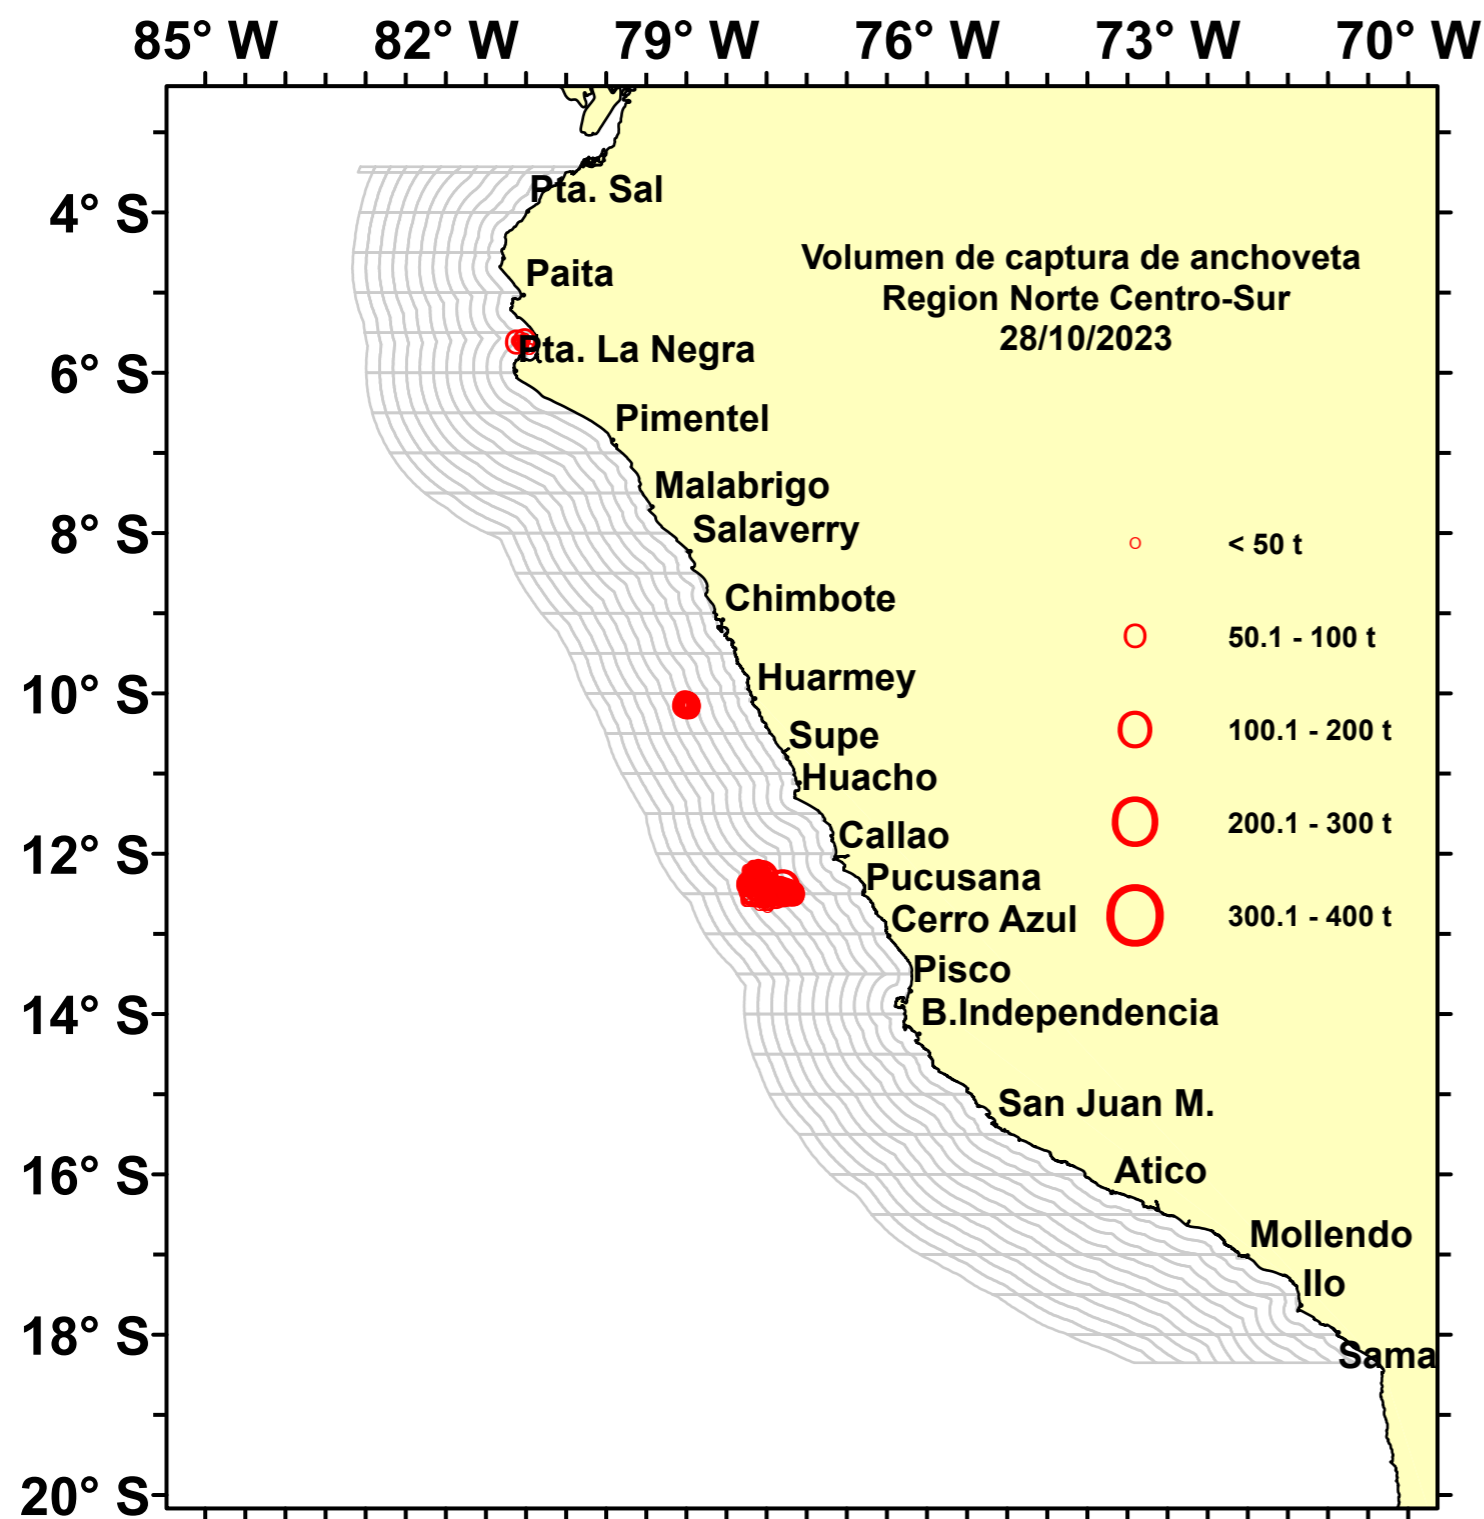 85° W 82° W 79° W 76° W 73° W 70° W
4° S
6° S
8° S
10° S
12° S
14° S
16° S
18° S
20° S
Volumen de captura de anchoveta
Region Norte Centro-Sur
28/10/2023
Pta. Sal
Paita
Pta. La Negra
Pimentel
Malabrigo
Salaverry
Chimbote
Huarmey
Supe
Huacho
Callao
Pucusana
Cerro Azul
Pisco
B.Independencia
San Juan M.
Atico
Mollendo
Ilo
Sama
< 50 t
50.1 - 100 t
100.1 - 200 t
200.1 - 300 t
300.1 - 400 t